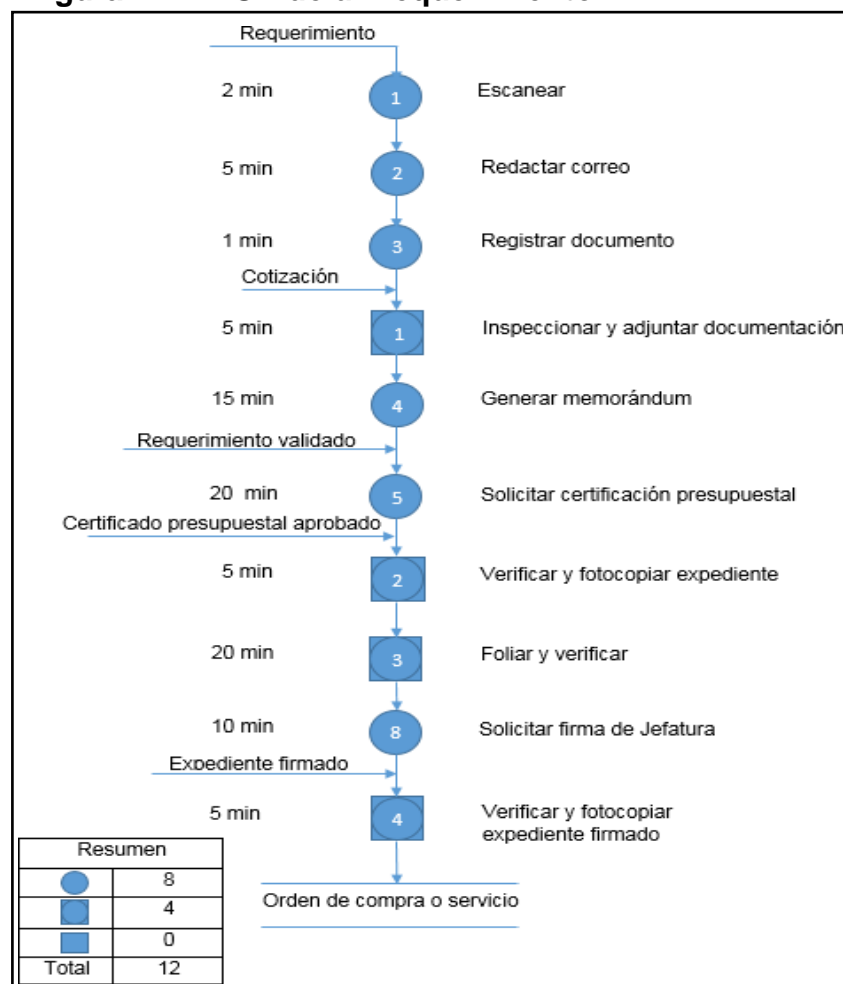 Requerimiento
2 min 1 Escanear
5 min 2 Redactar correo
1 min 3 Registrar documento
Cotización
5 min 1 Inspeccionar y adjuntar documentación
15 min 4 Generar memorándum
Requerimiento validado
20 min 5 Solicitar certificación presupuestal
Certificado presupuestal aprobado
5 min 2 Verificar y fotocopiar expediente
20 min 3 Foliar y verificar
10 min 8 Solicitar firma de Jefatura
Expediente firmado
5 min 4 Verificar y fotocopiar
expediente firmado
Orden de compra o servicio
Resumen
8
4
0
Total 12